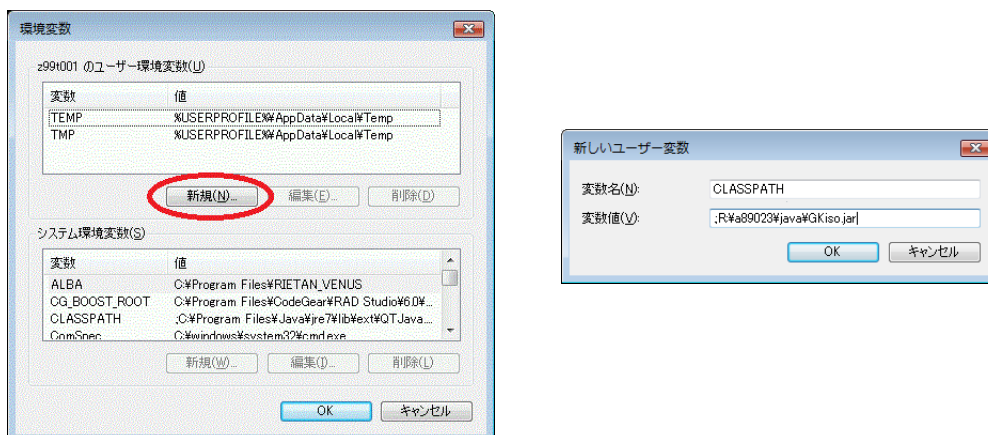 環境変数
z99t001 のユーザー環境変数(U)
変数 値
TEMP %USERPROFILE%¥AppData¥Local¥Temp
TMP %USERPROFILE%¥AppData¥Local¥Temp
新規(N)... 編集(E)... 削除(D)
システム環境変数(S)
変数 値
ALBA C:¥Program Files¥RIETAN_VENUS
CG_BOOST_ROOT C:¥Program Files¥CodeGear¥RAD Studio¥6.0¥...
CLASSPATH .;C:¥Program Files¥Java¥jre7¥lib¥ext¥QTJava....
ComSpec C:¥windows¥system32¥cmd.exe
新規(W)... 編集(I)... 削除(L)
OK キャンセル
新しいユーザー変数
変数名(N): CLASSPATH
変数値(V): .;R:¥a89023¥java¥GKiso.jar
OK キャンセル